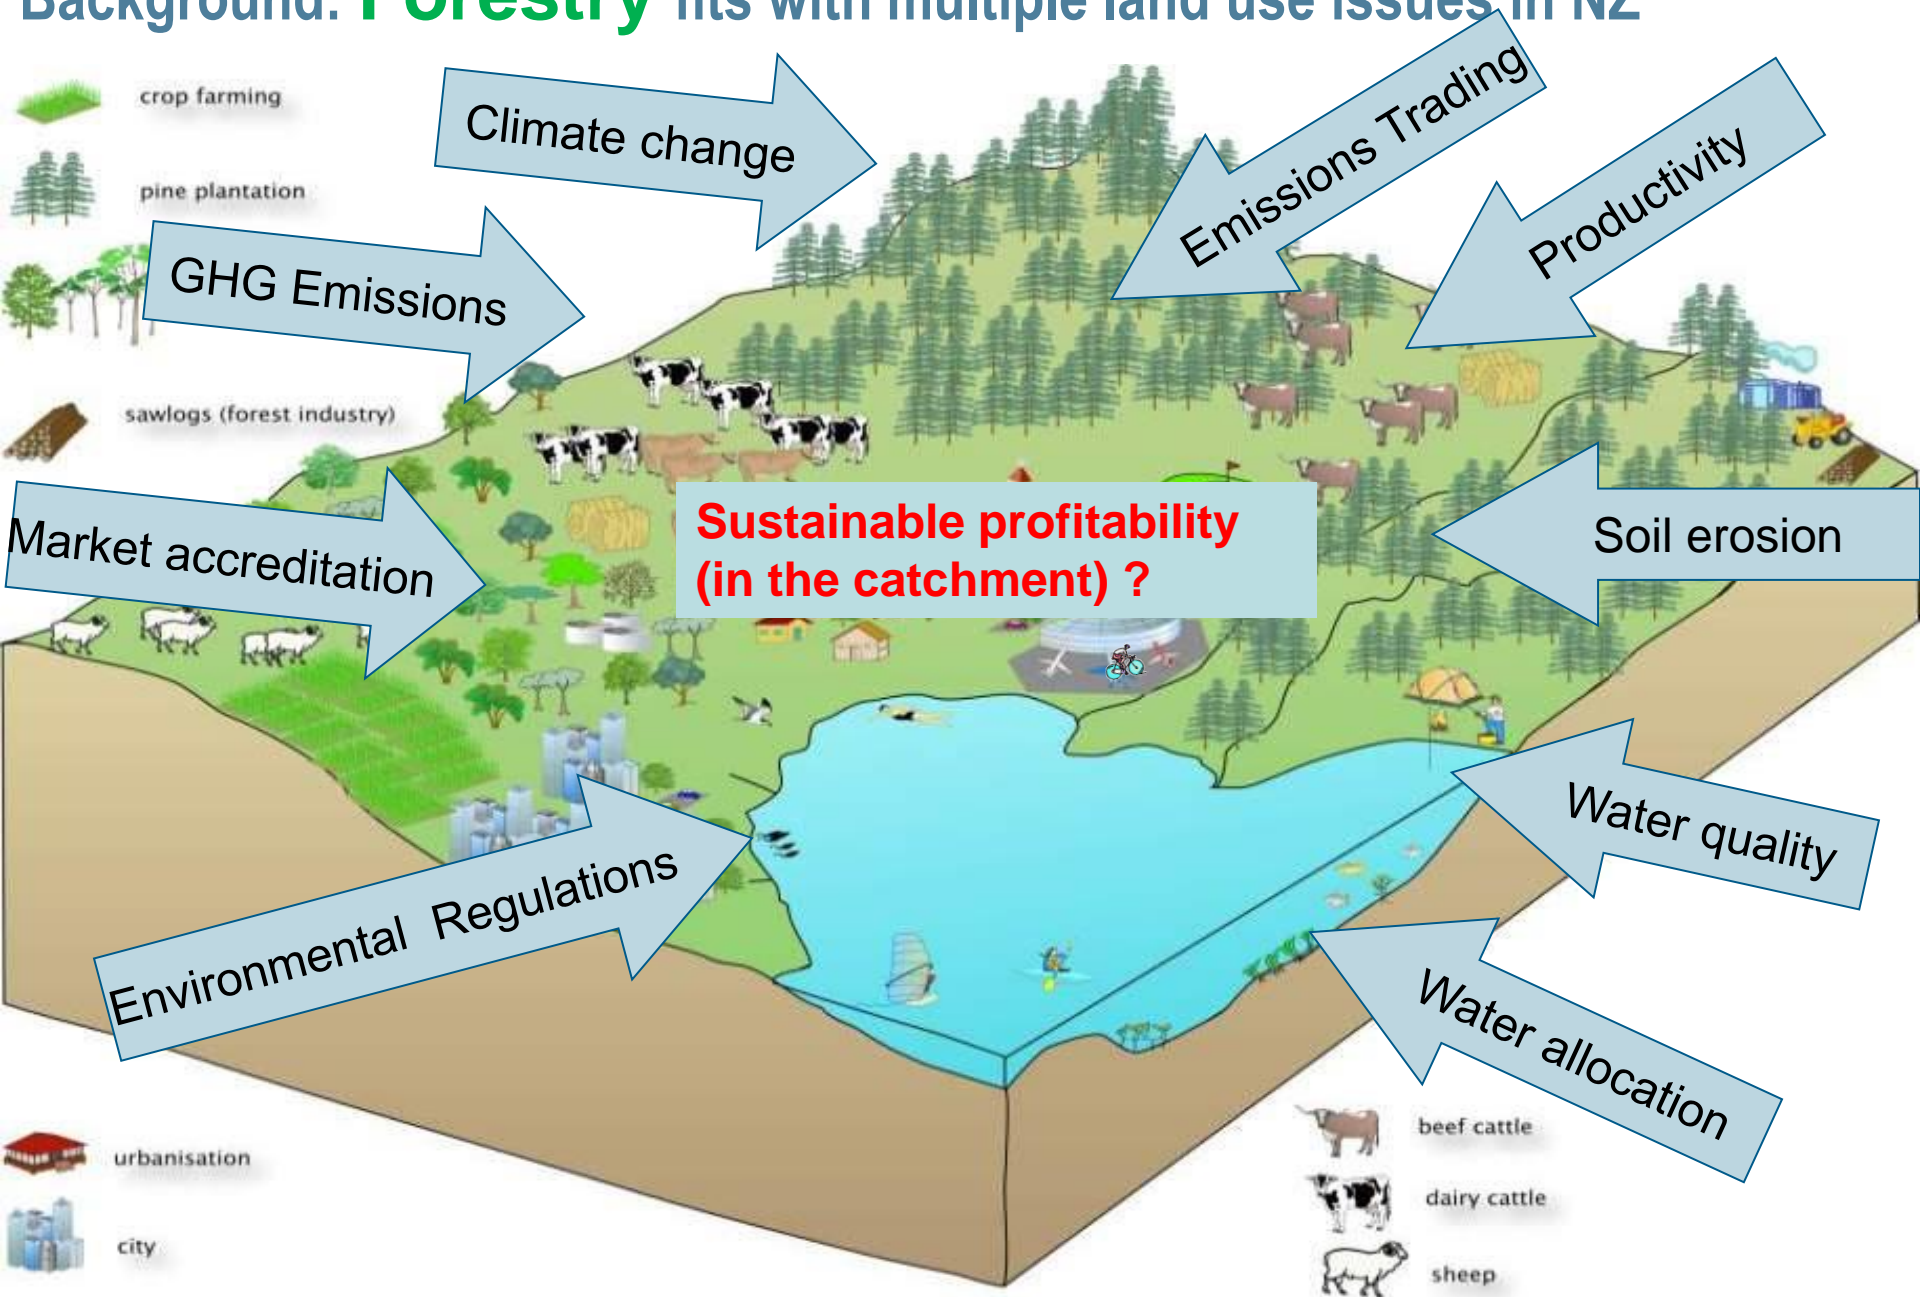 Background: Forestry fits with multiple land use issues in NZ
crop farming
pine plantation
sawlogs (forest industry)
Climate change
GHG Emissions
Market accreditation
Environmental Regulations
Emissions Trading
Productivity
Soil erosion
Water quality
Water allocation
Sustainable profitability
(in the catchment) ?
urbanisation
city
beef cattle
dairy cattle
sheep